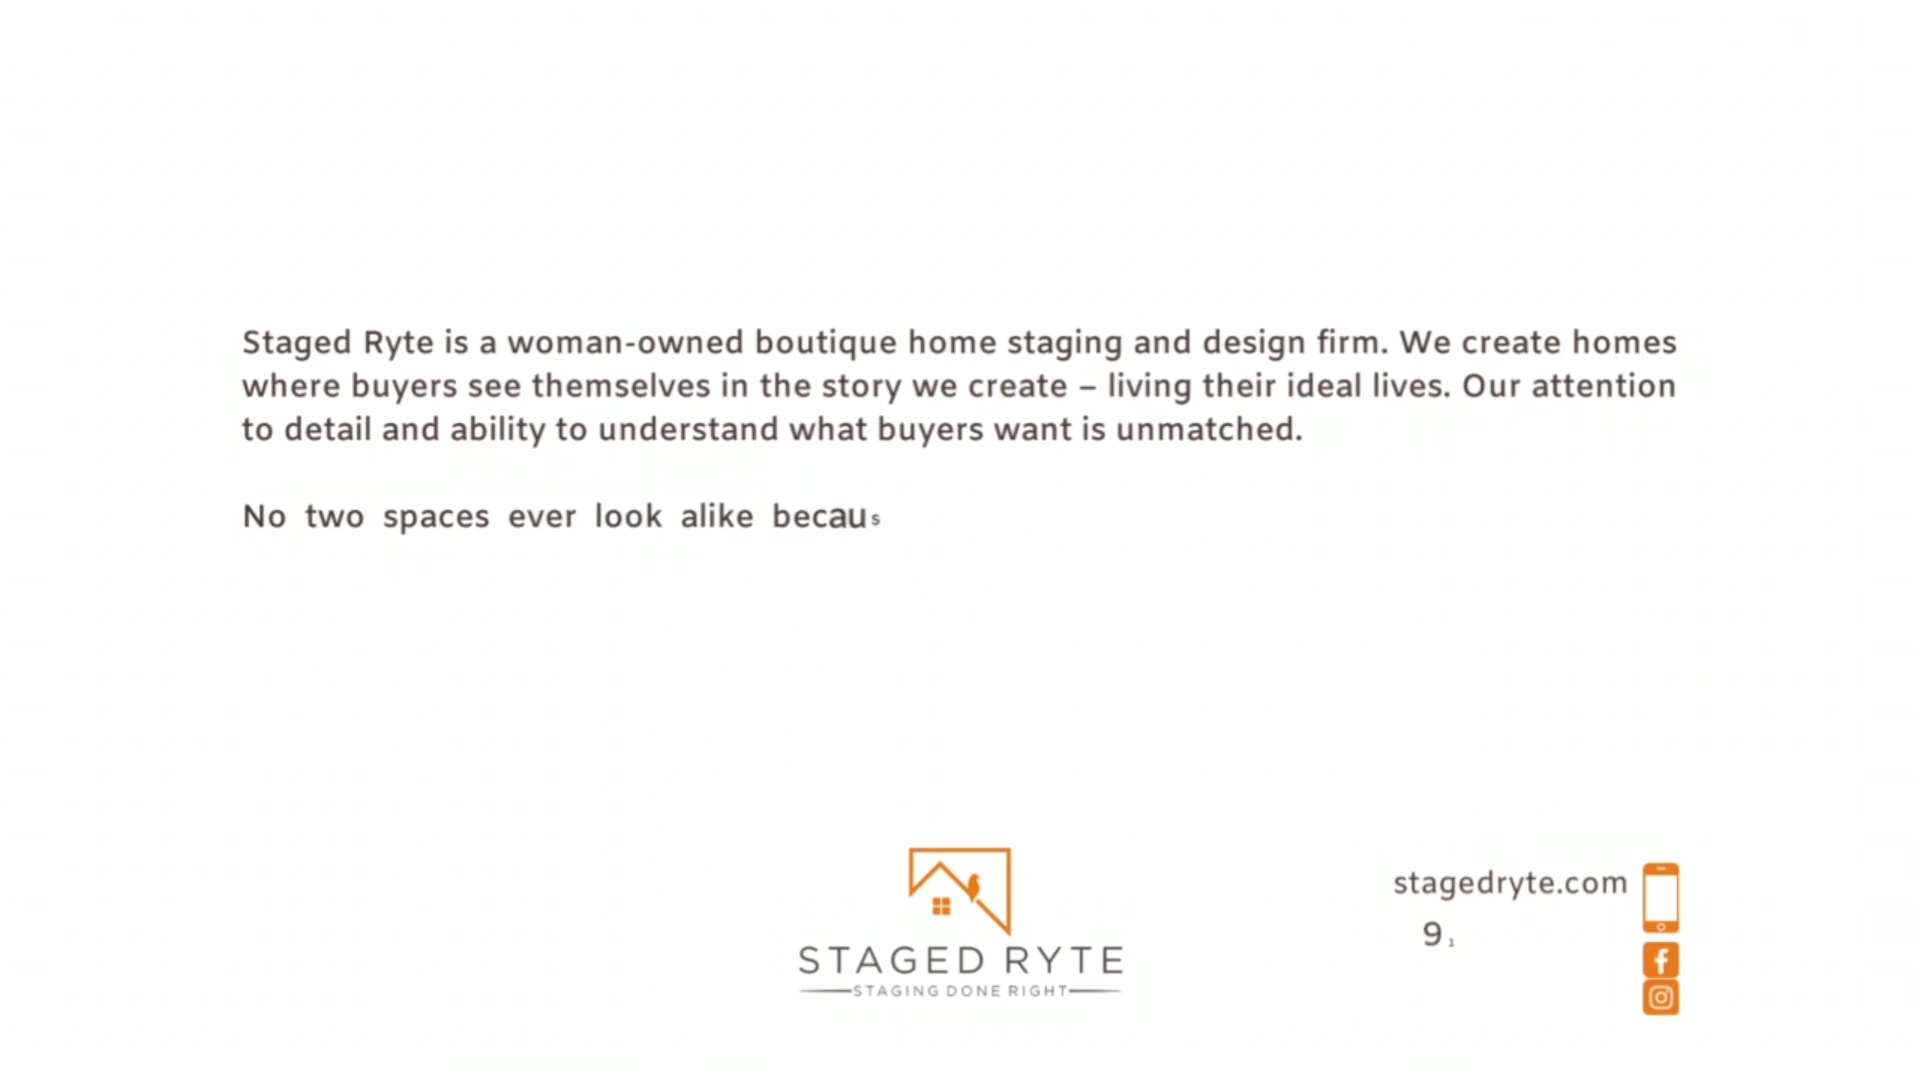 Staged Ryte is a woman-owned boutique home staging and design firm. We create homes
where buyers see themselves in the story we create – living their ideal lives. Our attention
to detail and ability to understand what buyers want is unmatched.
No two spaces ever look alike becaus
STAGED RYTE
STAGING DONE RIGHT
stagedryte.com
91